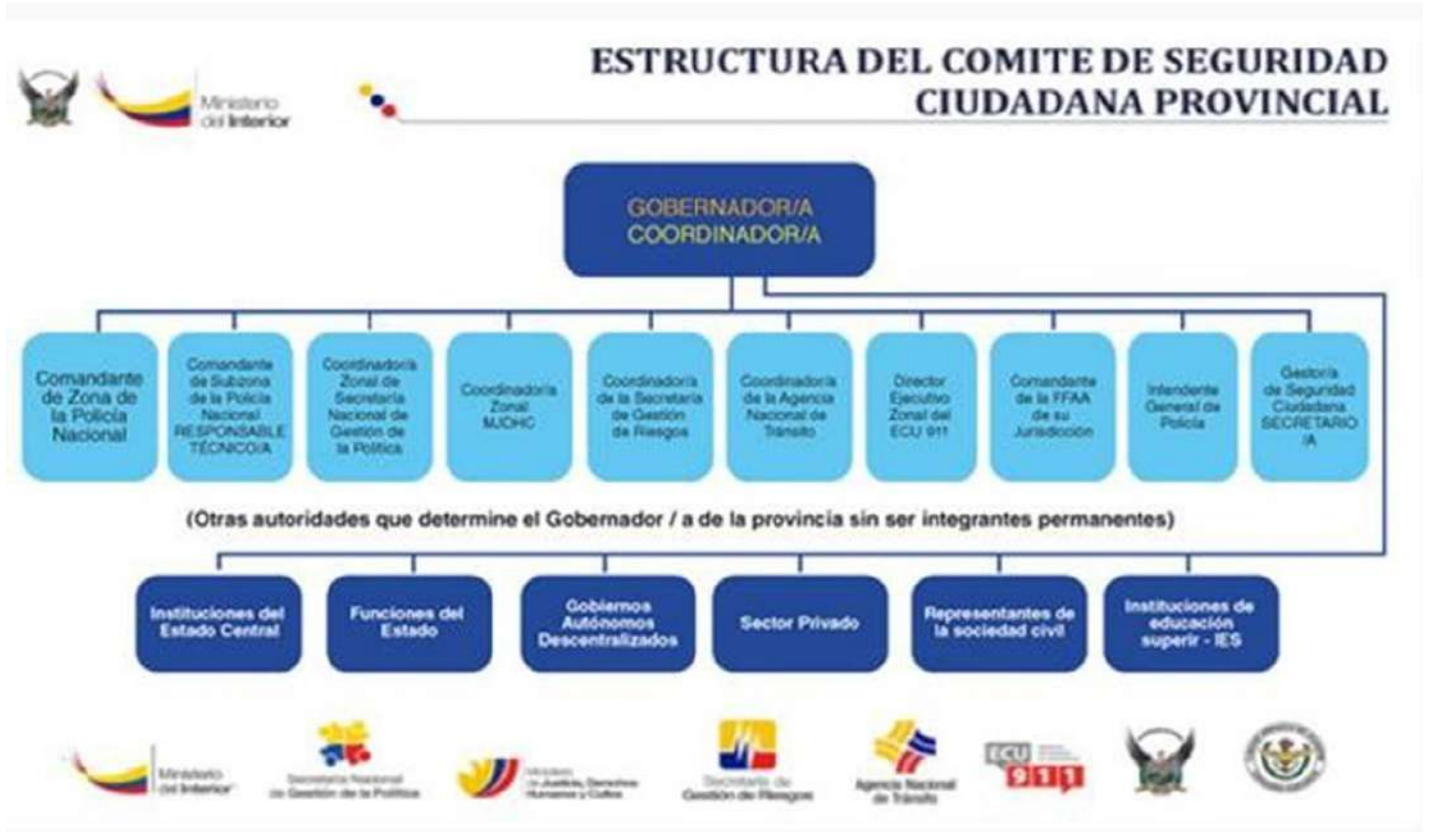 ESTRUCTURA DEL COMITE DE SEGURIDAD
CIUDADANA PROVINCIAL
Ministerio
del Interior
GOBERNADOR/A
COORDINADOR/A
Comandante
de Zona de
la Policía
Nacional
Comandante
de Subzona
de la Policía
Nacional
RESPONSABLE
TÉCNICO/A
Coordinador/a
Zonal de
Secretaría
Nacional de
Gestión de
la Política
Coordinador/a
Zonal
MJDHC
Coordinador/a
de la Secretaría
de Gestión
de Riesgos
Coordinador/a
de la Agencia
Nacional de
Tránsito
Director
Ejecutivo
Zonal del
ECU 911
Comandante
de la FFAA
de su
Jurisdicción
Intendente
General de
Policía
Gestor/a
de Seguridad
Ciudadana
SECRETARIO
/A
(Otras autoridades que determine el Gobernador / a de la provincia sin ser integrantes permanentes)
Instituciones del
Estado Central
Funciones del
Estado
Gobiernos
Autónomos
Descentralizados
Sector Privado
Representantes de
la sociedad civil
Instituciones de
educación
superir - IES
Ministerio
del Interior
Secretaría Nacional
de Gestión de la Política
Ministerio
de Justicia, Derechos
Humanos y Cultos
Secretaría de
Gestión de Riesgos
Agencia Nacional
de Tránsito
ECU
911